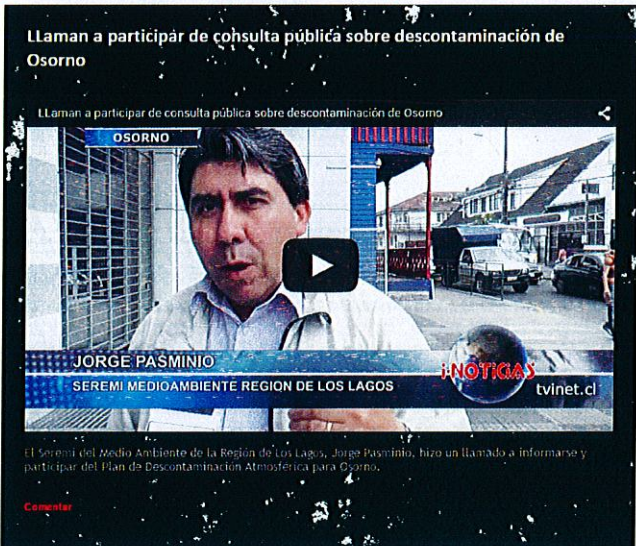 LLaman a participar de consulta pública sobre descontaminación de
Osorno
LLaman a participar de consulta pública sobre descontaminación de Osorno
OSORNO
JORGE PASMINIO
SEREMI MEDIOAMBIENTE REGION DE LOS LAGOS
i-NOTICIAS
tvinet.cl
El Seremi del Medio Ambiente de la Región de Los Lagos, Jorge Pasminio, hizo un llamado a informarse y
participar del Plan de Descontaminación Atmosférica para Osorno.
Comentar